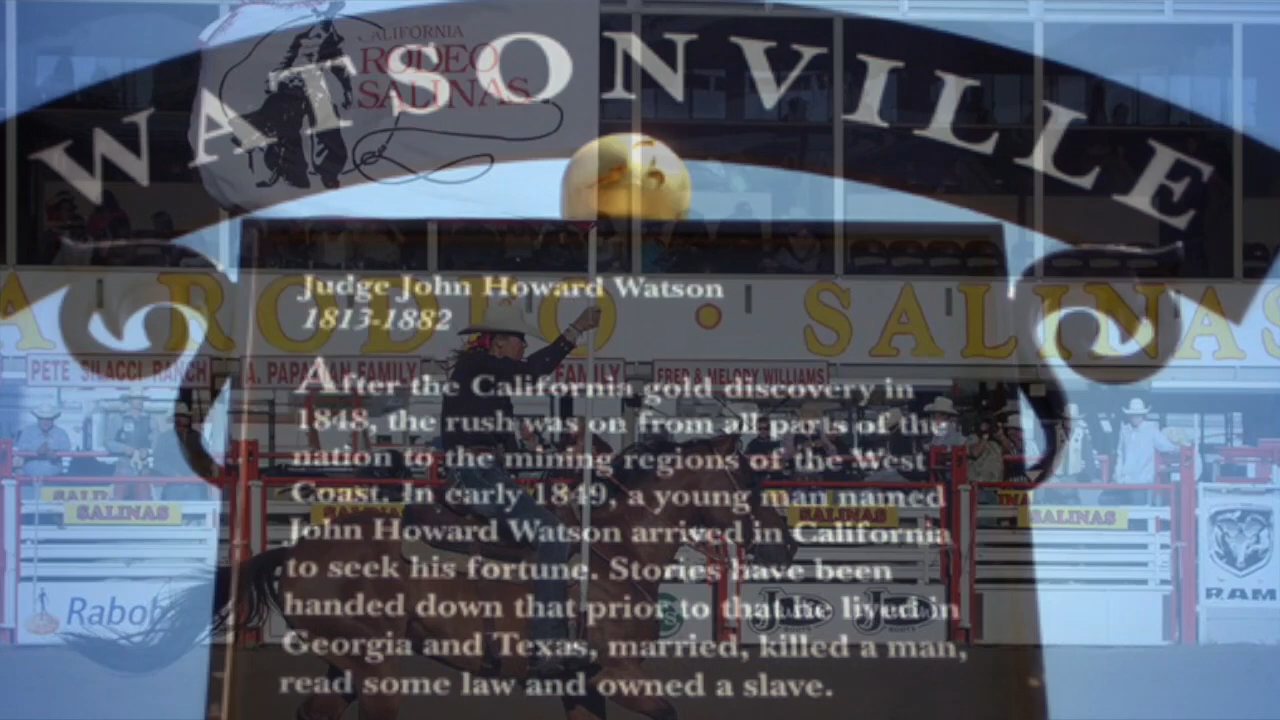 CALIFORNIA
RODEO
SALINAS
WATSONVILLE
A RODEO • SALINAS
Judge John Howard Watson
1813-1882
PETE SILACCI RANCH
FAMILY
FAMILY
FRED & MELODY WILLIAMS
After the California gold discovery in
1848, the rush was on from all parts of the
nation to the mining regions of the West
Coast. In early 1849, a young man named
John Howard Watson arrived in California
to seek his fortune. Stories have been
handed down that prior to that he lived in
Georgia and Texas, married, killed a man,
read some law and owned a slave.
SALINAS
SALINAS
SALINAS
RAM